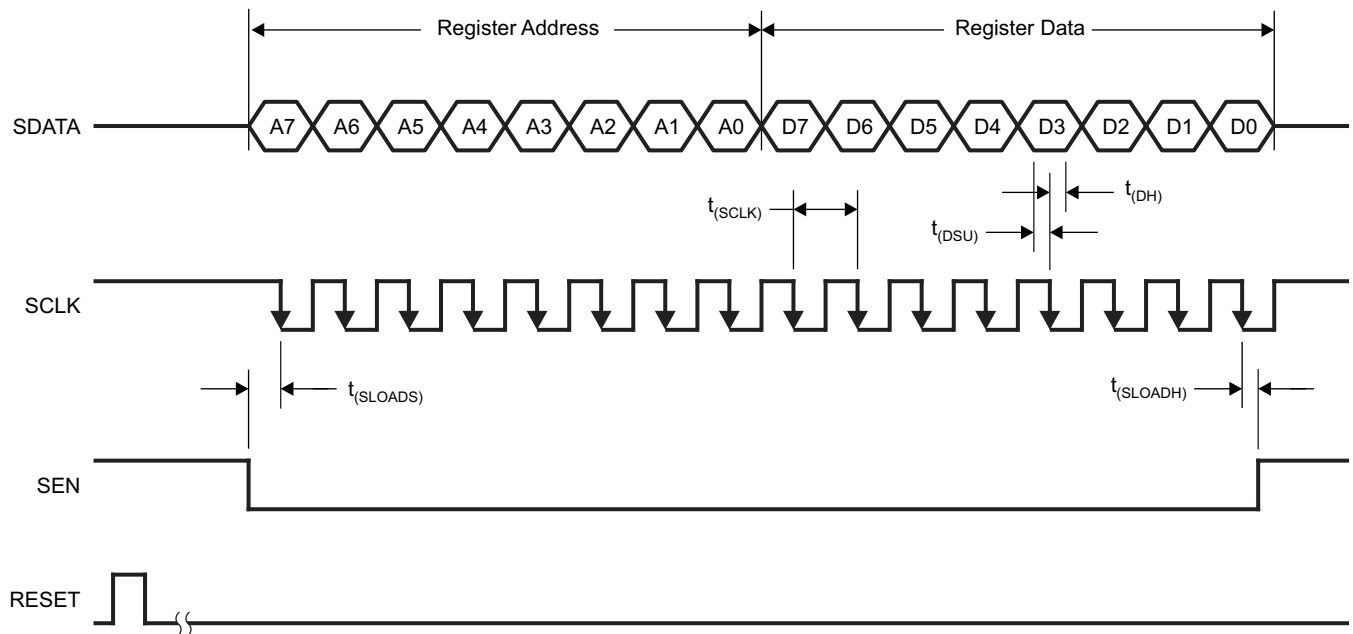 Register Address
Register Data
SDATA
A7 A6 A5 A4 A3 A2 A1 A0 D7 D6 D5 D4 D3 D2 D1 D0
t(SCLK)
t(DH)
t(DSU)
SCLK
t(SLOADS)
t(SLOADH)
SEN
RESET